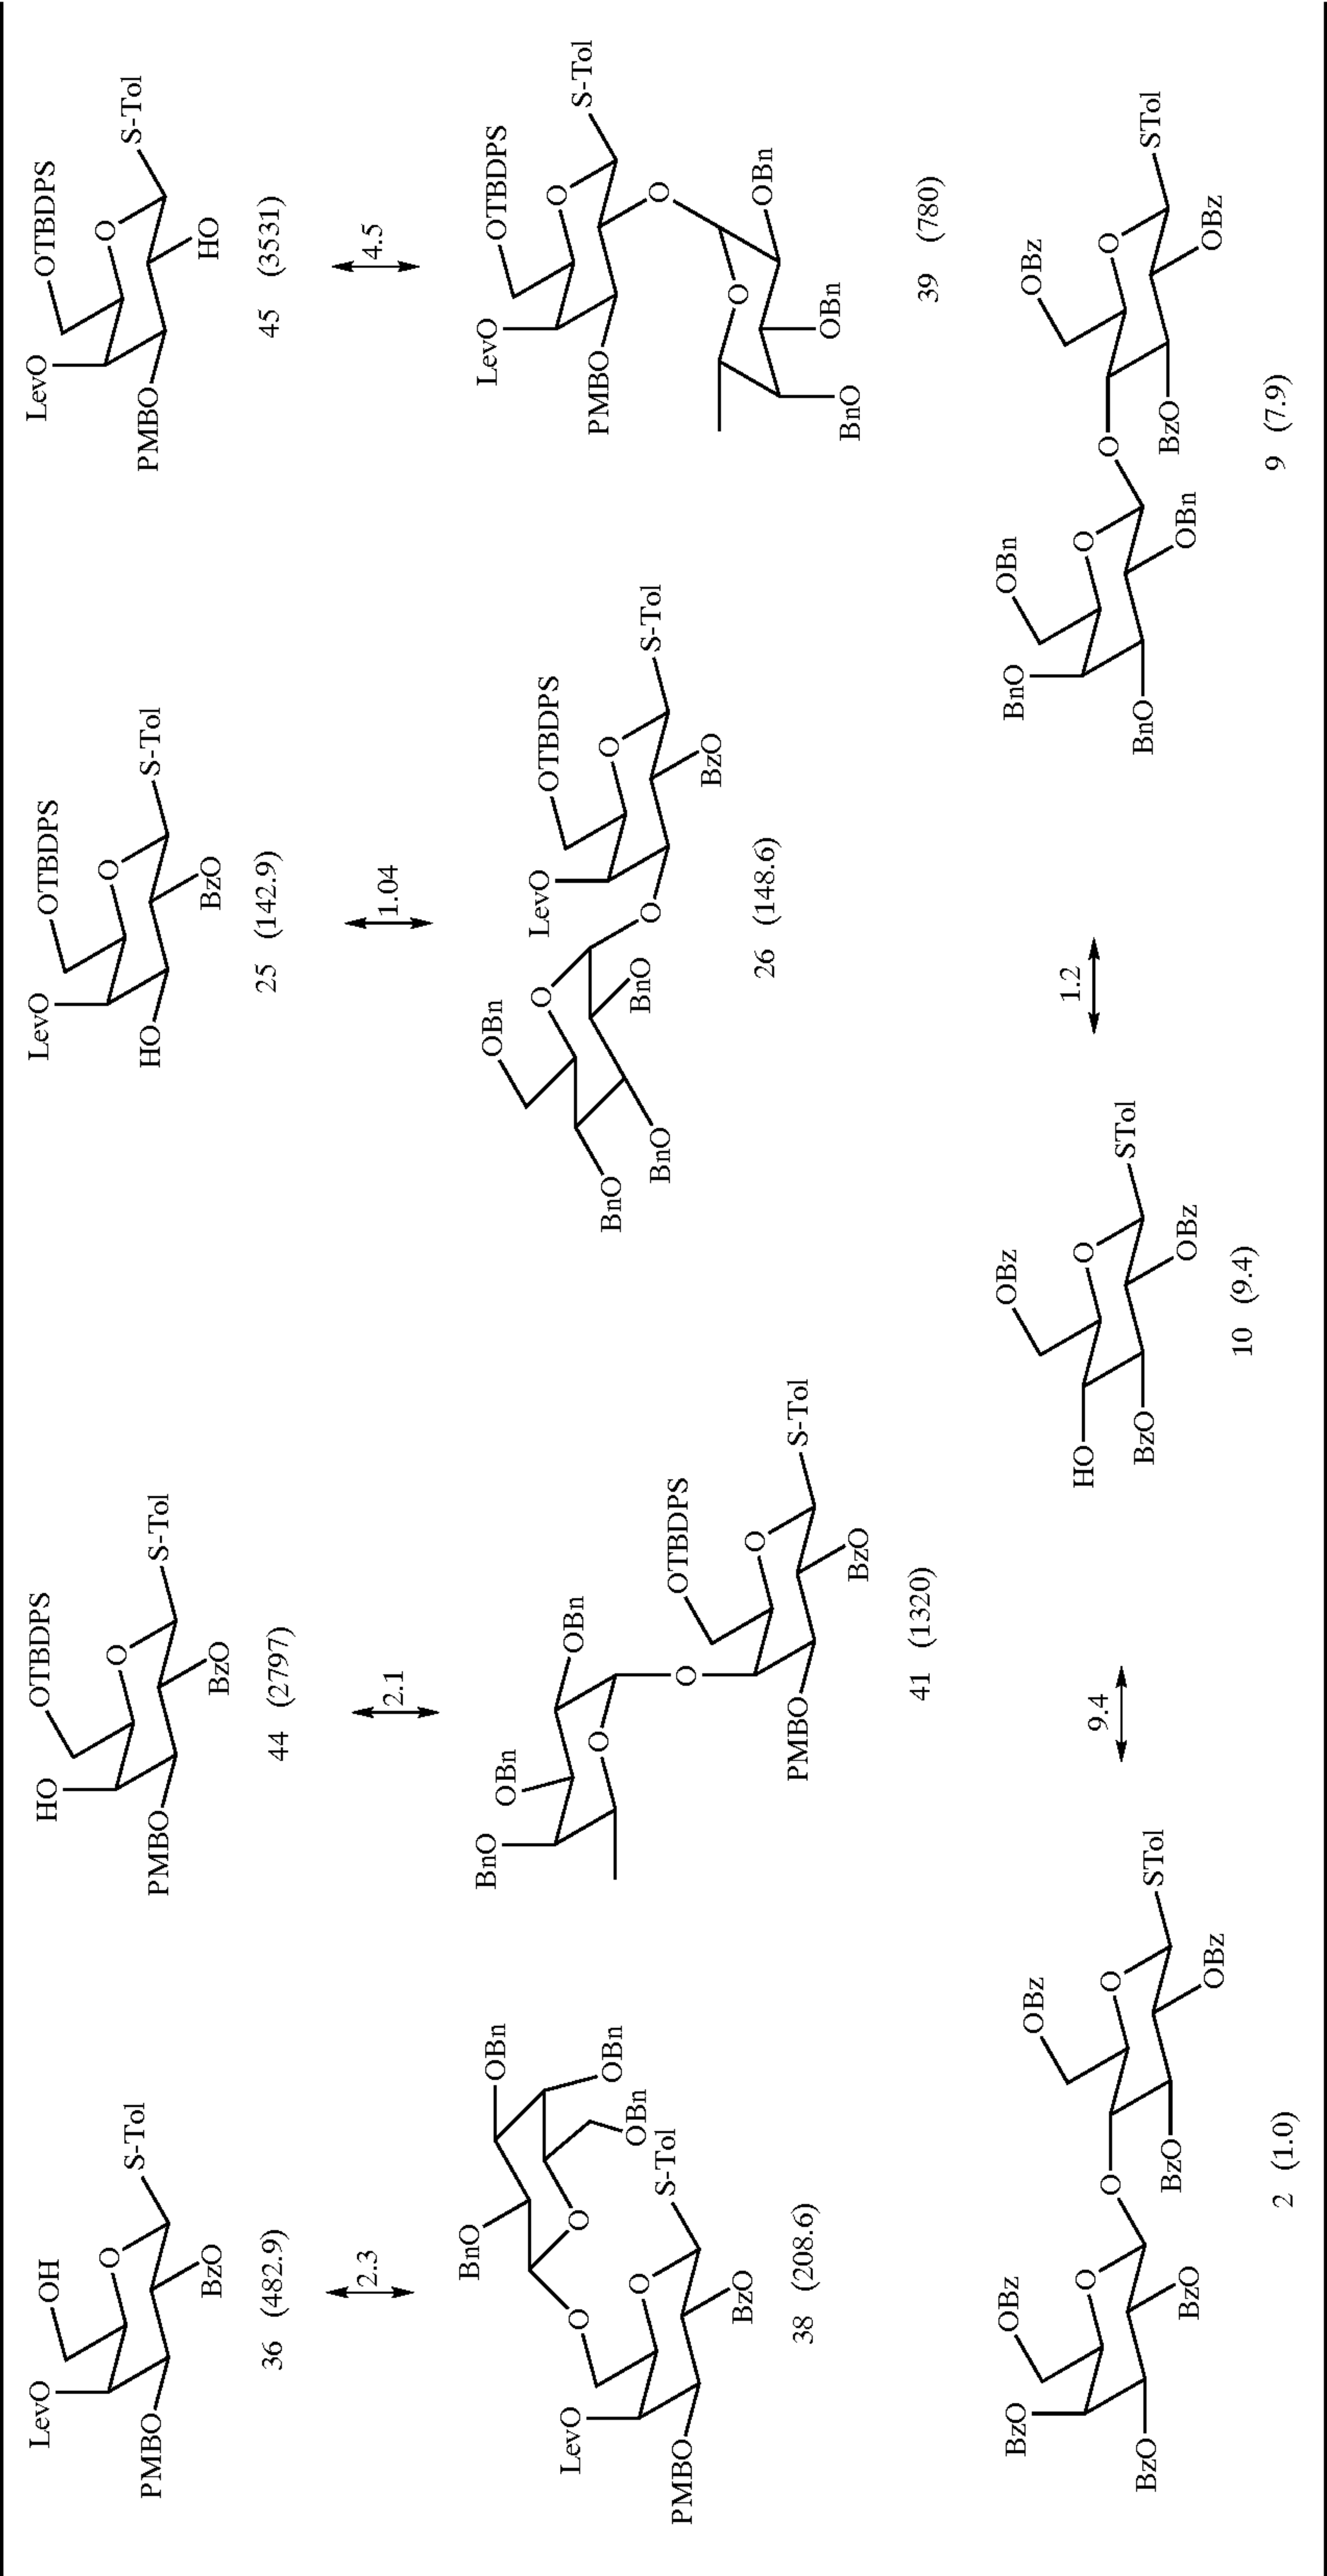 OH
LevO
O
S-Tol
PMBO
BzO
36 (482.9)
2.3
OBn
BnO
OBn
O
O
OBn
S-Tol
LevO
O
PMBO
BzO
38 (208.6)
HO
OTBDPS
O
S-Tol
PMBO
BzO
44 (2797)
2.1
OBn
BnO
OBn
O
O
OTBDPS
O
S-Tol
PMBO
BzO
41 (1320)
LevO
OTBDPS
O
S-Tol
HO
BzO
25 (142.9)
1.04
OBn
O
LevO
OTBDPS
O
S-Tol
BnO
BnO
BnO
O
BzO
26 (148.6)
LevO
OTBDPS
O
S-Tol
PMBO
HO
45 (3531)
4.5
LevO
OTBDPS
O
S-Tol
PMBO
O
O
OBn
OBn
BnO
39 (780)
BzO
OBz
O
BzO
BzO
O
OBz
O
STol
BzO
OBz
2 (1.0)
9.4
OBz
HO
O
STol
BzO
OBz
10 (9.4)
1.2
BnO
OBn
O
BnO
OBn
O
OBz
O
STol
BzO
OBz
9 (7.9)